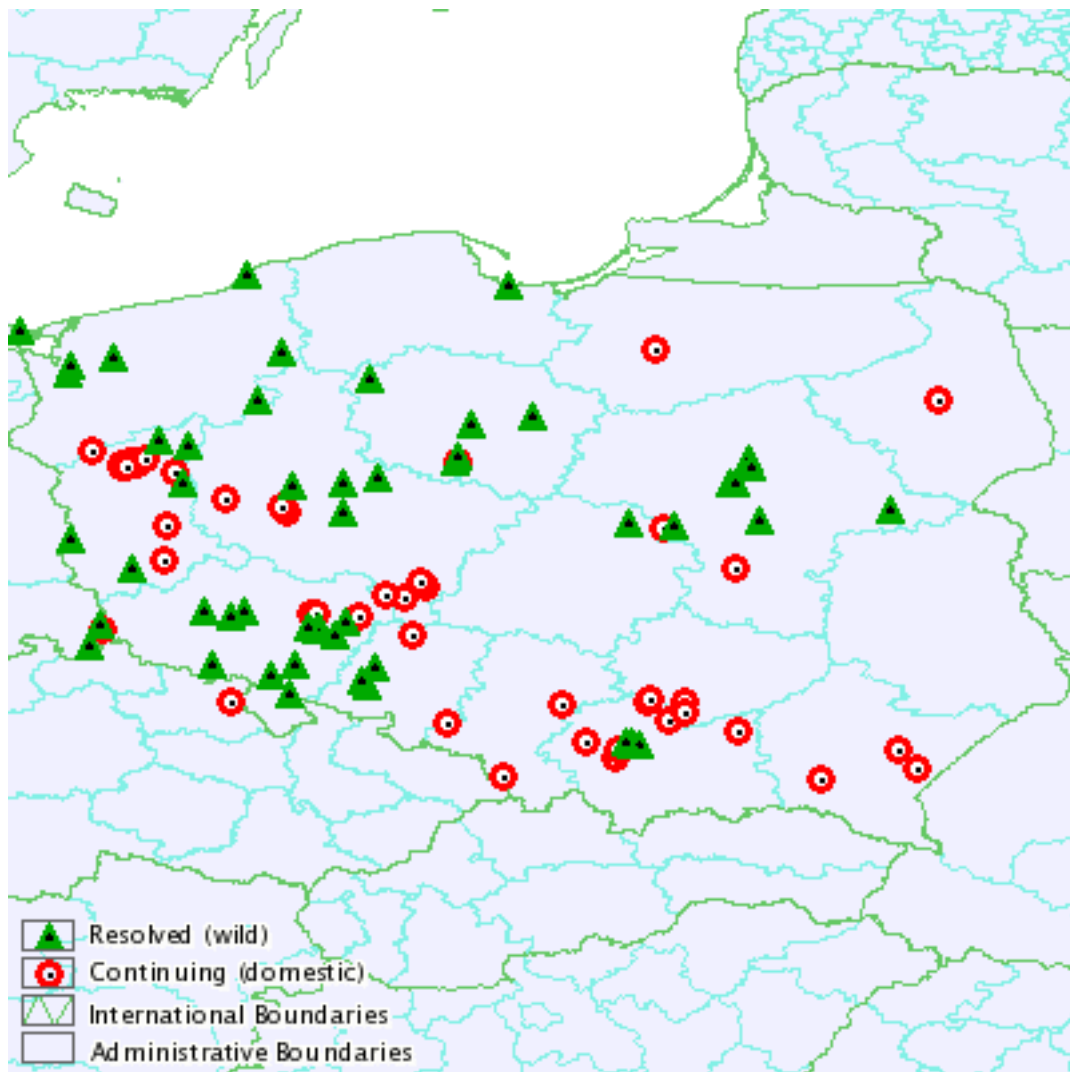 Resolved (wild)
Continuing (domestic)
International Boundaries
Administrative Boundaries